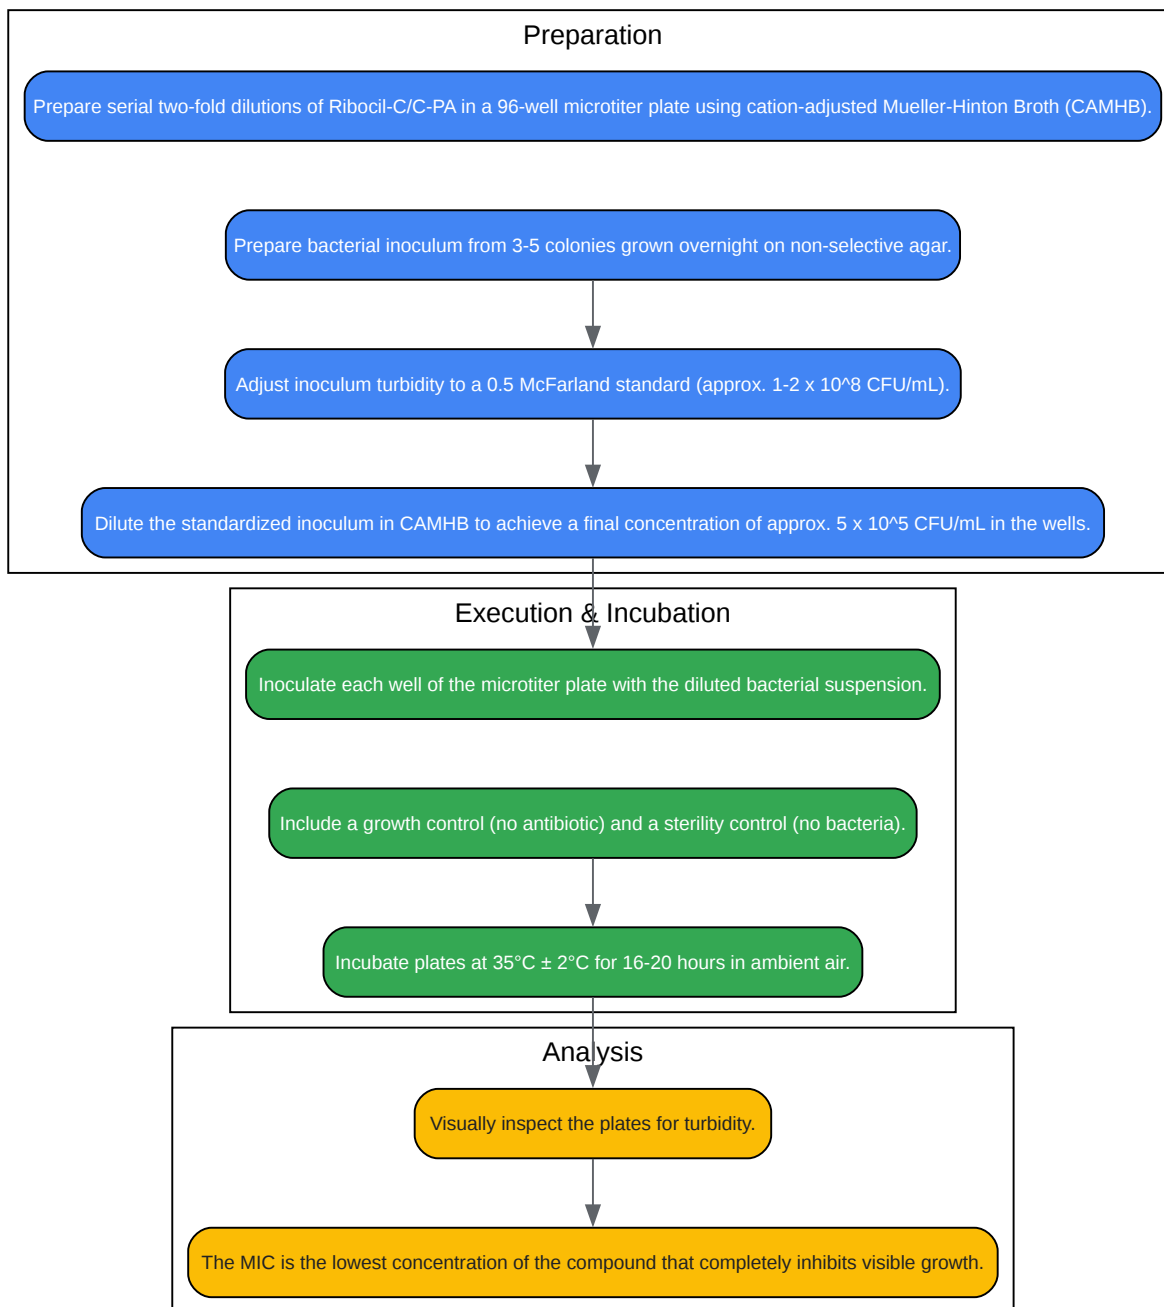 Preparation
Prepare serial two-fold dilutions of Ribocil-C/C-PA in a 96-well microtiter plate using cation-adjusted Mueller-Hinton Broth (CAMHB).
Prepare bacterial inoculum from 3-5 colonies grown overnight on non-selective agar.
Adjust inoculum turbidity to a 0.5 McFarland standard (approx. 1-2 x 10^8 CFU/mL).
Dilute the standardized inoculum in CAMHB to achieve a final concentration of approx. 5 x 10^5 CFU/mL in the wells.
Execution & Incubation
Inoculate each well of the microtiter plate with the diluted bacterial suspension.
Include a growth control (no antibiotic) and a sterility control (no bacteria).
Incubate plates at 35°C ± 2°C for 16-20 hours in ambient air.
Analysis
Visually inspect the plates for turbidity.
The MIC is the lowest concentration of the compound that completely inhibits visible growth.